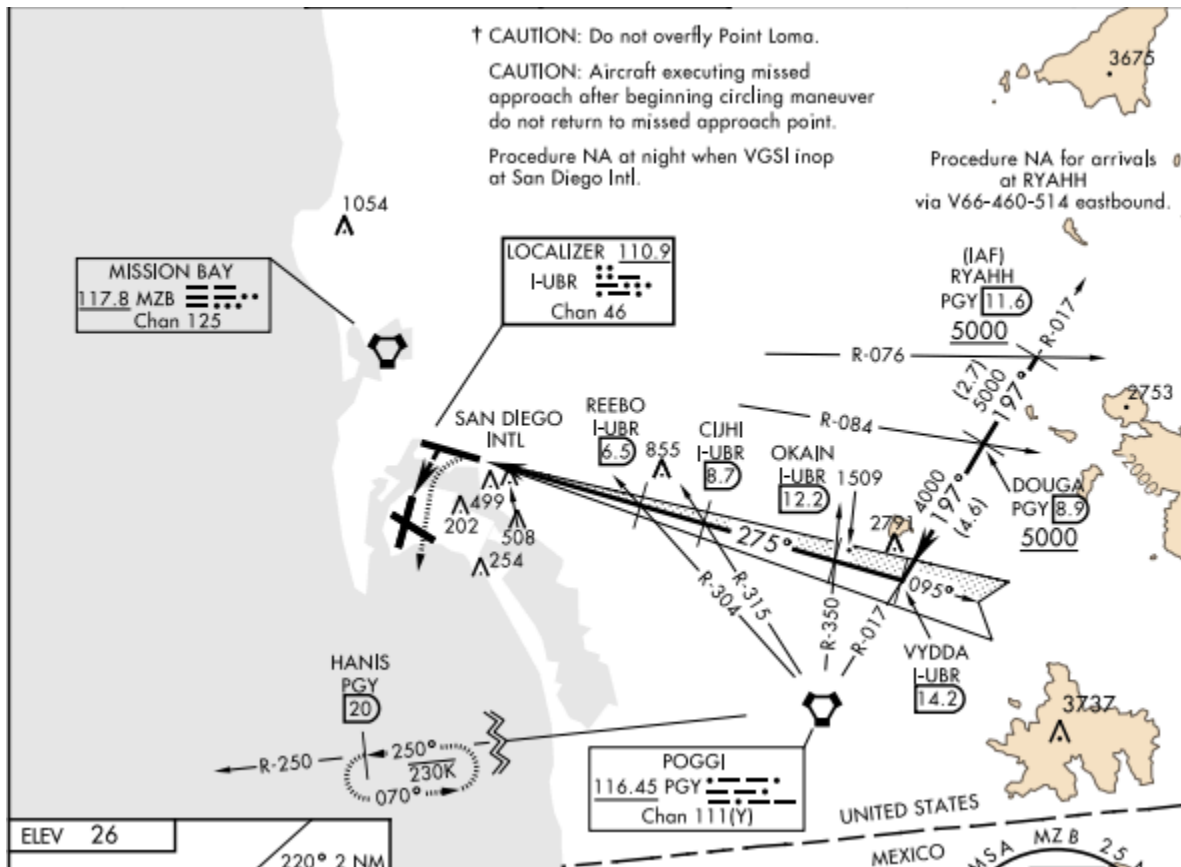 † CAUTION: Do not overfly Point Loma.
CAUTION: Aircraft executing missed
approach after beginning circling maneuver
do not return to missed approach point.
Procedure NA at night when VGSI inop
at San Diego Intl.
3675
Procedure NA for arrivals
at RYAHH
via V66-460-514 eastbound.
1054
MISSION BAY
117.8 MZB
Chan 125
LOCALIZER 110.9
I-UBR
Chan 46
(IAF)
RYAHH
PGY 11.6
5000
R-017
R-076
(2.7)
5000
197°
2753
R-084
2000
SAN DIEGO
INTL
REEBO
I-UBR
6.5
855
CIJHI
I-UBR
8.7
OKAIN
I-UBR
12.2
1509
4000
197°
(4.6)
DOUGA
PGY 8.9
5000
2791
499
202
508
254
275°
095°
R-315
R-304
R-350
R-017
VYDDA
I-UBR
14.2
HANIS
PGY
20
R-250
250°
230K
070°
3737
POGGI
116.45 PGY
Chan 111(Y)
UNITED STATES
MEXICO
MSA MZB 25
ELEV 26
220° 2 NM